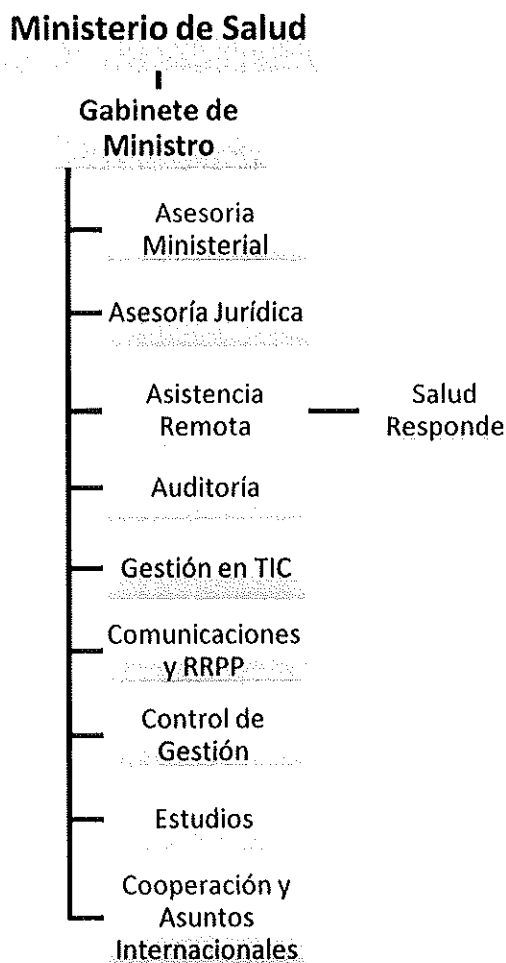 Ministerio de Salud
Gabinete de
Ministro
Asesoria
Ministerial
Asesoría Jurídica
Asistencia
Remota
Salud
Responde
Auditoría
Gestión en TIC
Comunicaciones
y RRPP
Control de
Gestión
Estudios
Cooperación y
Asuntos
Internacionales